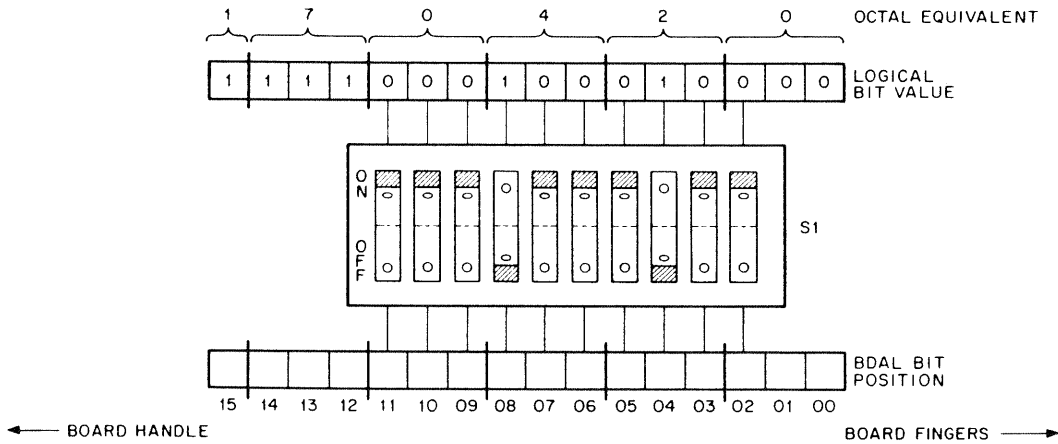 1 7 0 4 2 0 OCTAL EQUIVALENT
1 1 1 1 0 0 0 1 0 0 0 1 0 0 0 0 LOGICAL
BIT VALUE
ON
OFF
S1
BDAL BIT
POSITION
15 14 13 12 11 10 09 08 07 06 05 04 03 02 01 00
BOARD HANDLE
BOARD FINGERS